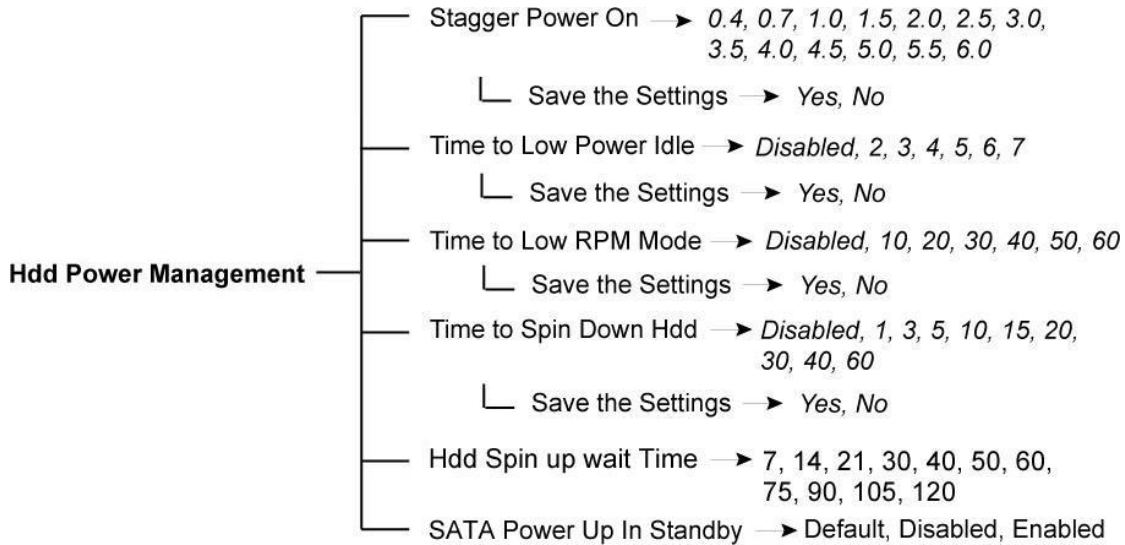 Stagger Power On 0.4, 0.7, 1.0, 1.5, 2.0, 2.5, 3.0,
3.5, 4.0, 4.5, 5.0, 5.5, 6.0
Save the Settings Yes, No
Time to Low Power Idle Disabled, 2, 3, 4, 5, 6, 7
Save the Settings Yes, No
Time to Low RPM Mode Disabled, 10, 20, 30, 40, 50, 60
Hdd Power Management
Save the Settings Yes, No
Time to Spin Down Hdd Disabled, 1, 3, 5, 10, 15, 20,
30, 40, 60
Save the Settings Yes, No
Hdd Spin up wait Time 7, 14, 21, 30, 40, 50, 60,
75, 90, 105, 120
SATA Power Up In Standby Default, Disabled, Enabled